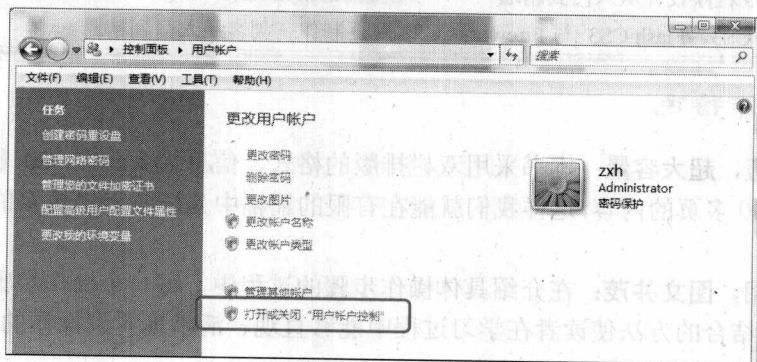 控制面板 ▸ 用户帐户
搜索
文件(F) 编辑(E) 查看(V) 工具(T) 帮助(H)
任务
创建密码重设盘
管理网络密码
管理您的文件加密证书
配置高级用户配置文件属性
更改我的环境变量
更改用户帐户
更改密码
删除密码
更改图片
更改帐户名称
更改帐户类型
管理其他帐户
打开或关闭“用户帐户控制”
zxh
Administrator
密码保护